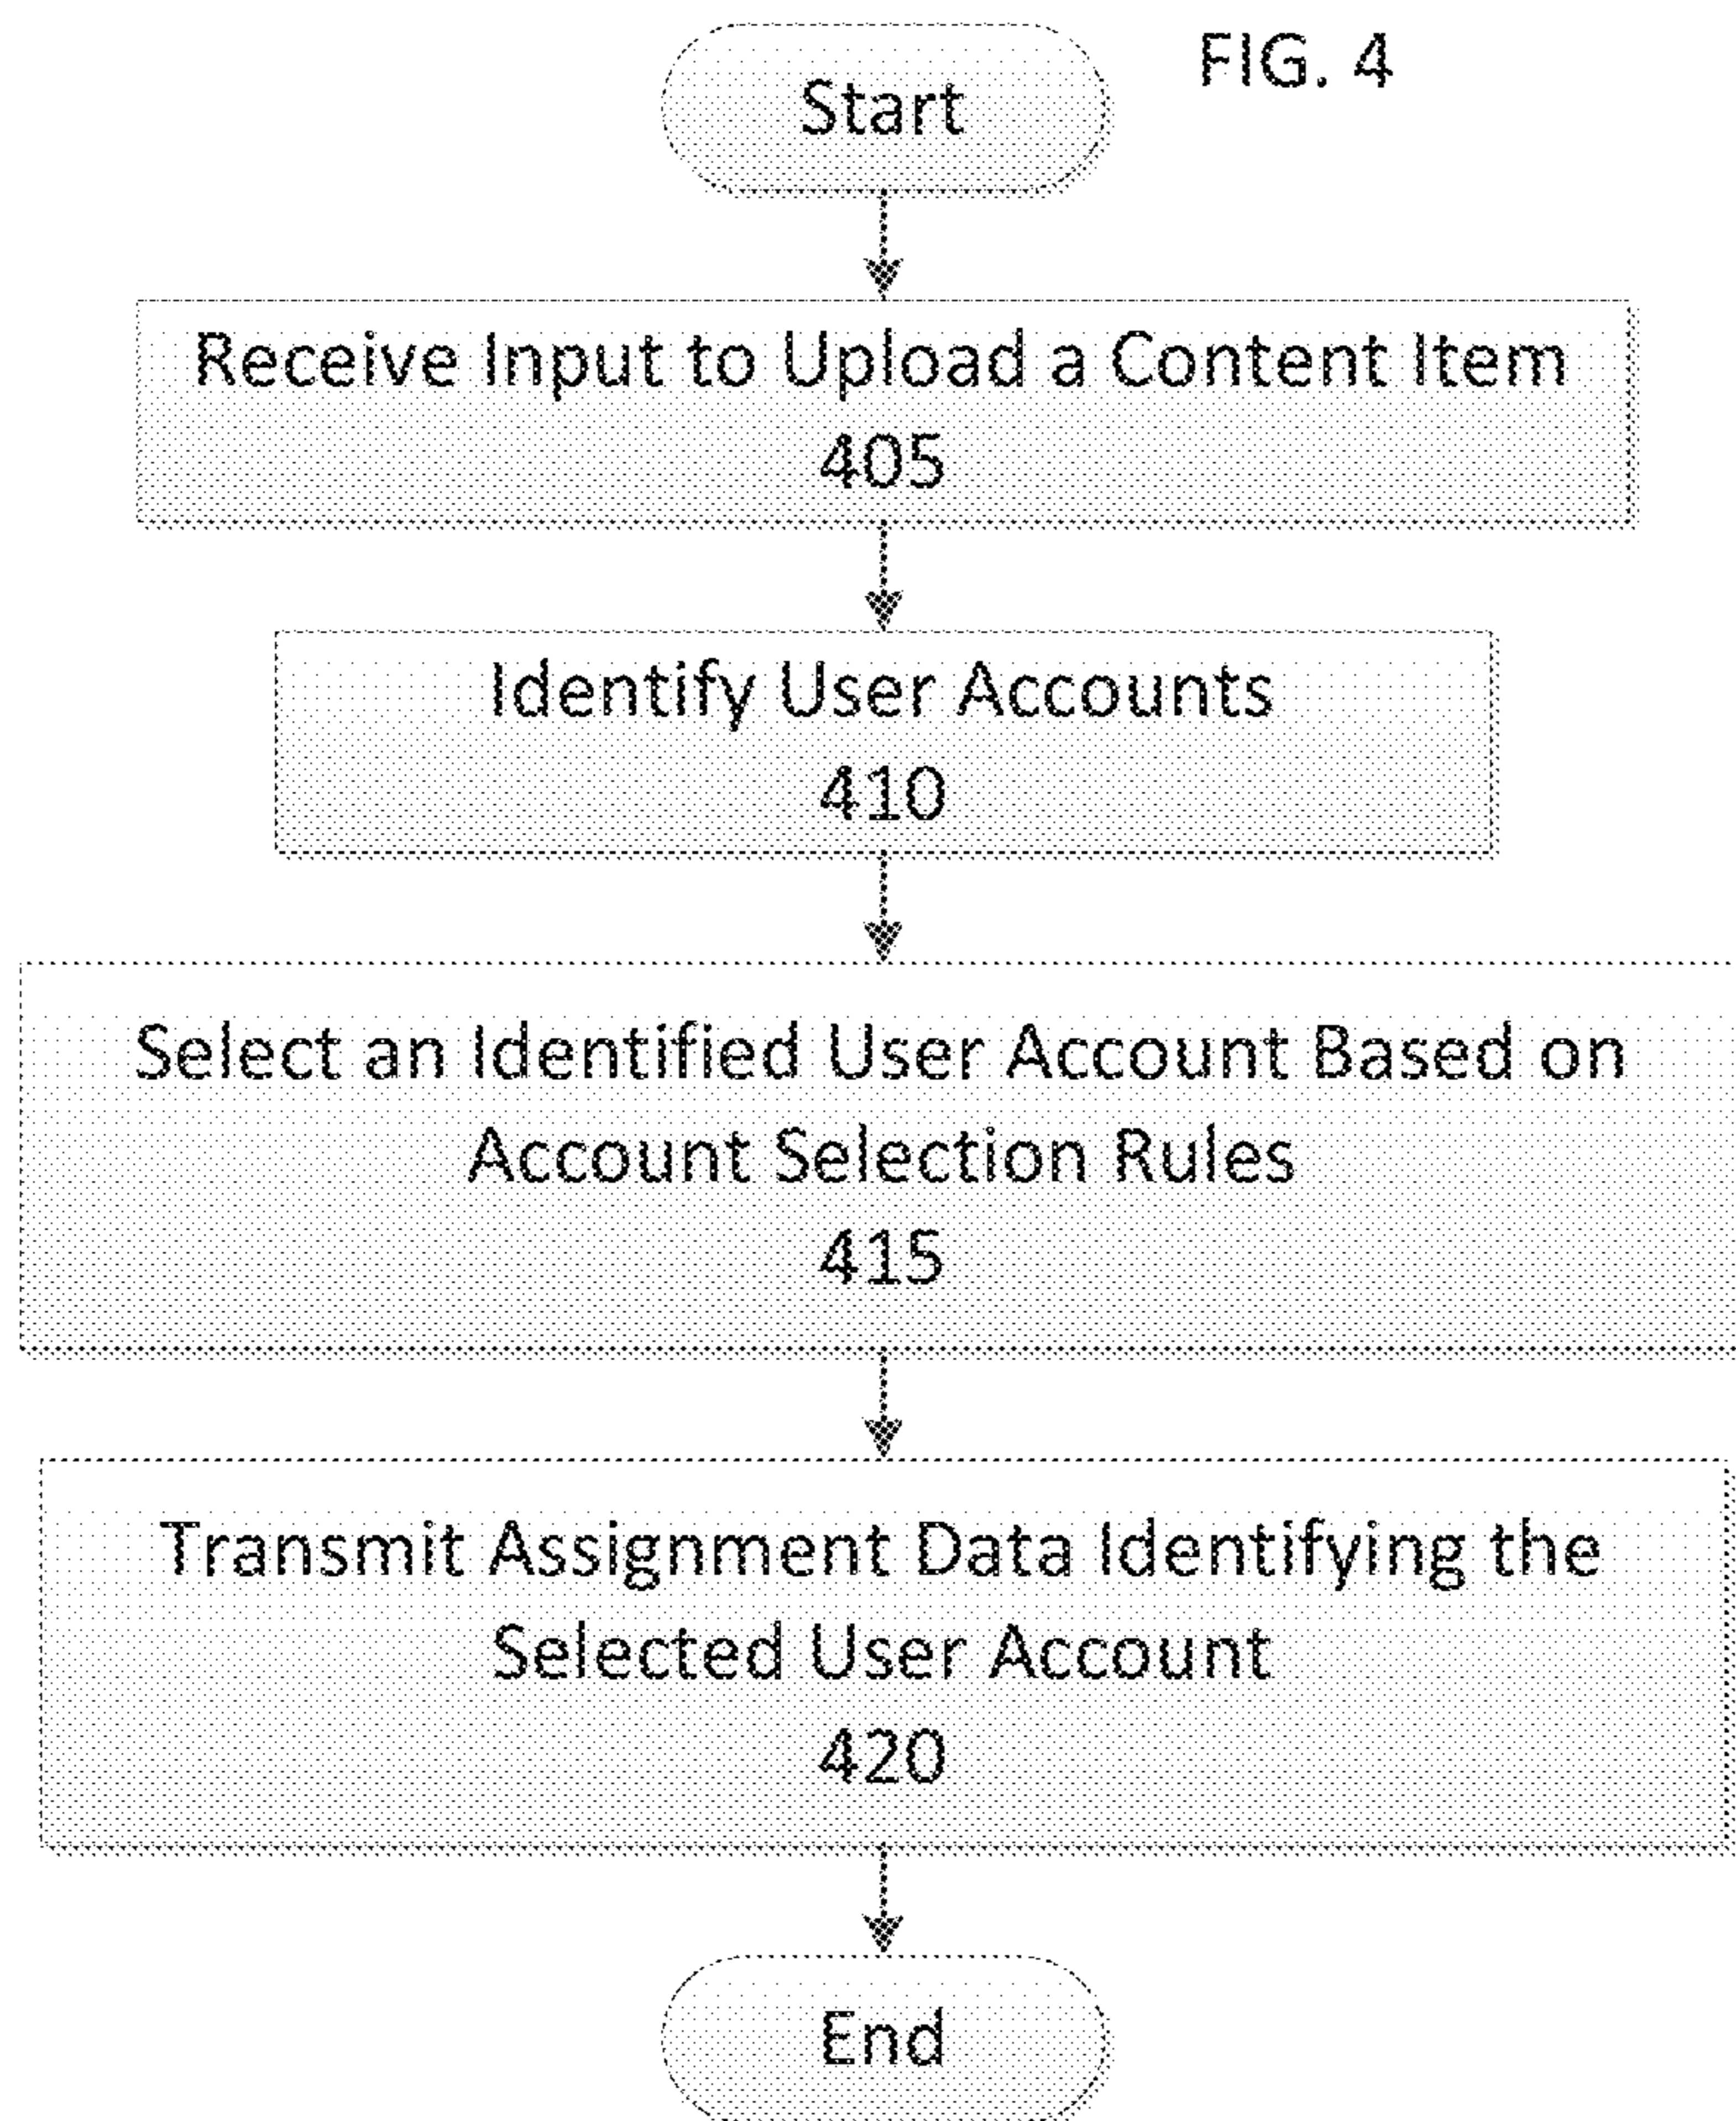 FIG. 4
Start
Receive Input to Upload a Content Item
405
Identify User Accounts
410
Select an Identified User Account Based on
Account Selection Rules
415
Transmit Assignment Data Identifying the
Selected User Account
420
End